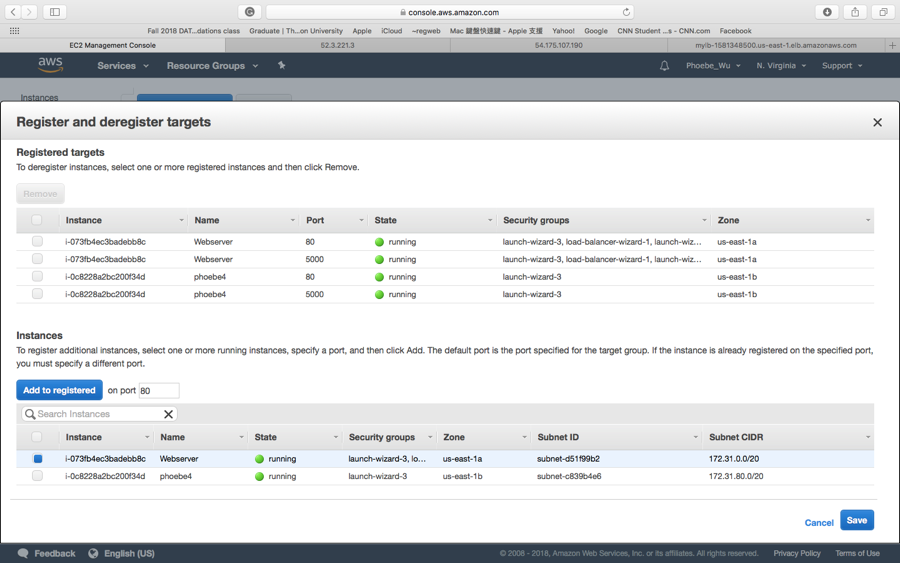 console.aws.amazon.com
Fall 2018 DAT...dations class Graduate | Th...on University Apple iCloud ~regweb Mac 鍵盤快速鍵 - Apple 支援 Yahoo! Google CNN Student ...s - CNN.com Facebook
EC2 Management Console 52.3.221.3 54.175.107.190 mylb-1581348500.us-east-1.elb.amazonaws.com
aws Services Resource Groups Phoebe_Wu N. Virginia Support
Instances
Register and deregister targets
Registered targets
To deregister instances, select one or more registered instances and then click Remove.
Remove
Instance Name Port State Security groups Zone
i-073fb4ec3badebb8c Webserver 80 running launch-wizard-3, load-balancer-wizard-1, launch-wiz... us-east-1a
i-073fb4ec3badebb8c Webserver 5000 running launch-wizard-3, load-balancer-wizard-1, launch-wiz... us-east-1a
i-0c8228a2bc200f34d phoebe4 80 running launch-wizard-3 us-east-1b
i-0c8228a2bc200f34d phoebe4 5000 running launch-wizard-3 us-east-1b
Instances
To register additional instances, select one or more running instances, specify a port, and then click Add. The default port is the port specified for the target group. If the instance is already registered on the specified port,
you must specify a different port.
Add to registered on port 80
Search Instances
Instance Name State Security groups Zone Subnet ID Subnet CIDR
i-073fb4ec3badebb8c Webserver running launch-wizard-3, lo... us-east-1a subnet-d51f99b2 172.31.0.0/20
i-0c8228a2bc200f34d phoebe4 running launch-wizard-3 us-east-1b subnet-c839b4e6 172.31.80.0/20
Cancel Save
Feedback English (US) © 2008 - 2018, Amazon Web Services, Inc. or its affiliates. All rights reserved. Privacy Policy Terms of Use